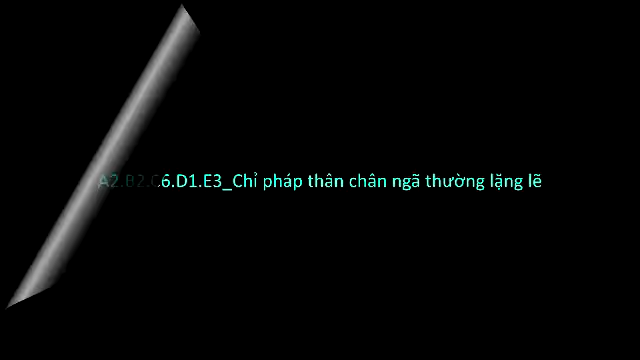 A2.B2.C6.D1.E3_Chỉ pháp thân chân ngã thường lặng lẽ